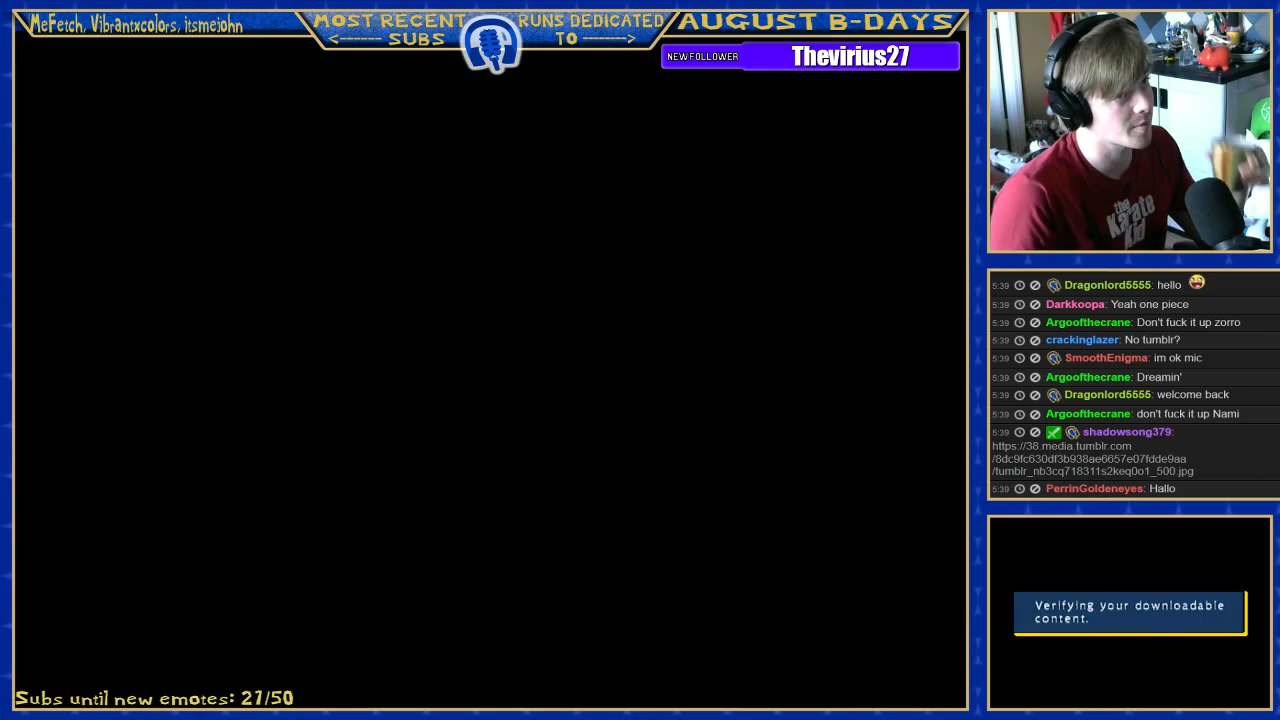 MeFetch, Vibrantxcolors, itsmejohn
MOST RECENT
<------ SUBS
RUNS DEDICATED
TO ------->
AUGUST B-DAYS
NEW FOLLOWER
Thevirius27
the
Karate
Kid
5:39 Dragonlord5555: hello
5:39 Darkkoopa: Yeah one piece
5:39 Argoofthecrane: Don't fuck it up zorro
5:39 crackinglazer: No tumblr?
5:39 SmoothEnigma: im ok mic
5:39 Argoofthecrane: Dreamin'
5:39 Dragonlord5555: welcome back
5:39 Argoofthecrane: don't fuck it up Nami
5:39 shadowsong379:
https://38.media.tumblr.com
/8dc9fc630df3b938ae6657e07fdde9aa
/tumblr_nb3cq718311s2keq0o1_500.jpg
5:39 PerrinGoldeneyes: Hallo
Verifying your downloadable
content.
Subs until new emotes: 27/50